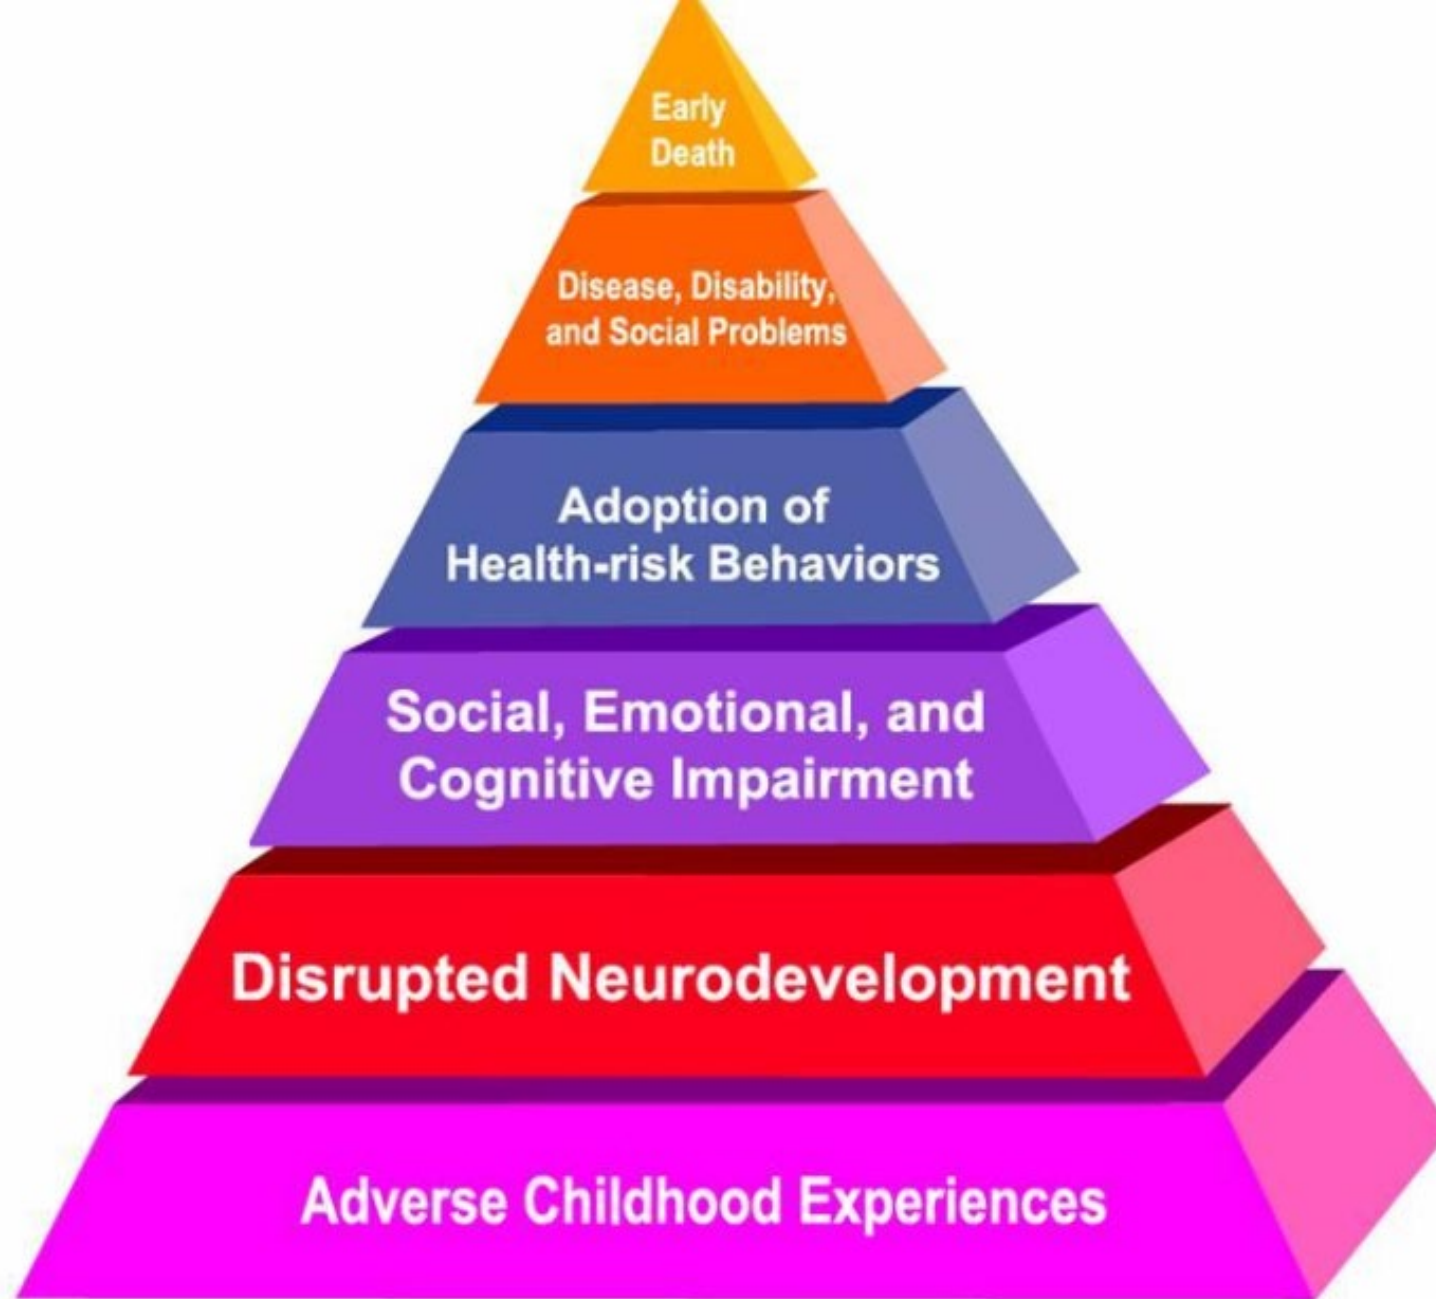 Early
Death
Disease, Disability,
and Social Problems
Adoption of
Health-risk Behaviors
Social, Emotional, and
Cognitive Impairment
Disrupted Neurodevelopment
Adverse Childhood Experiences